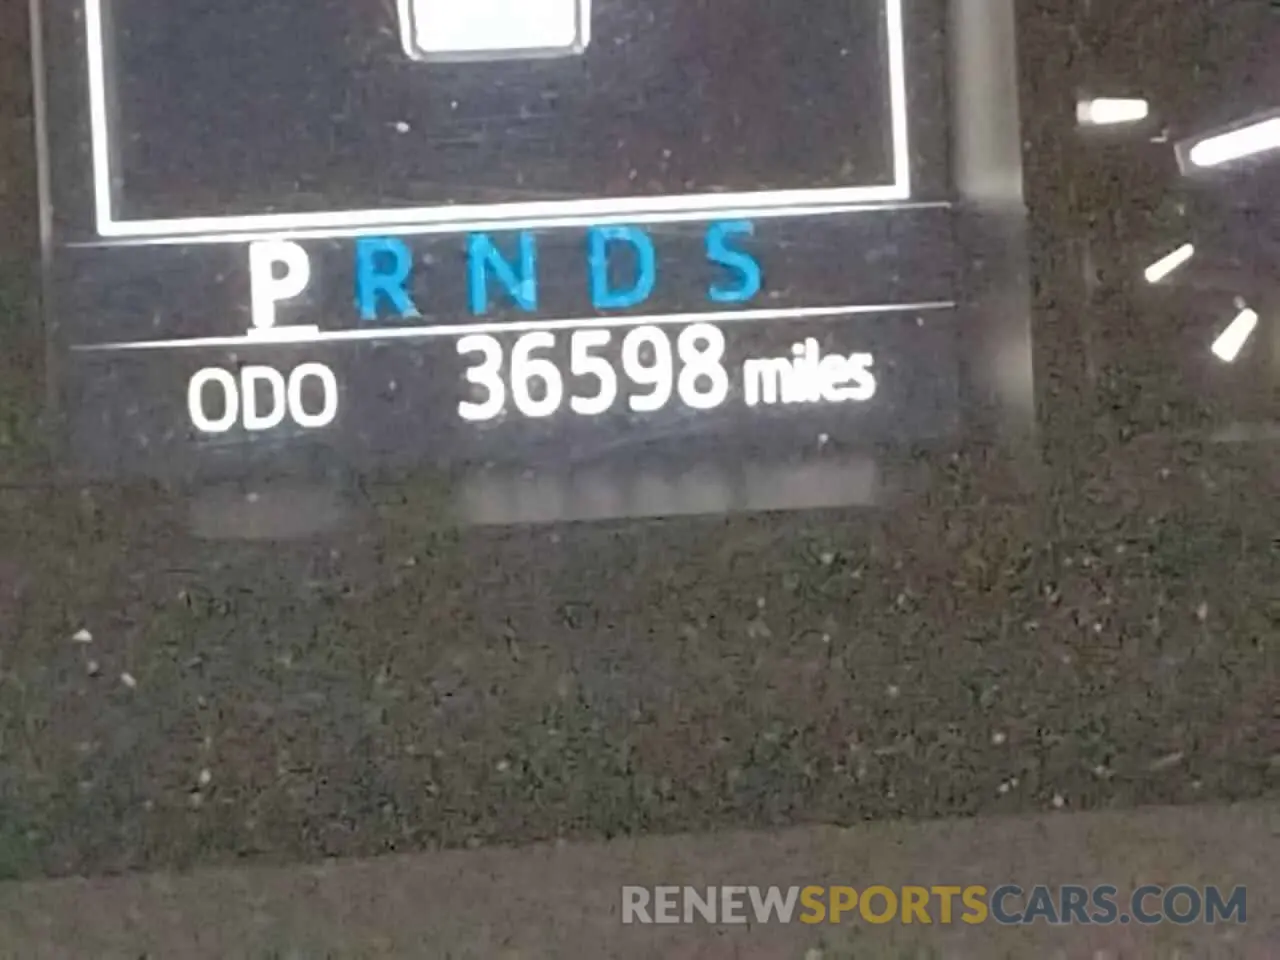 P R N D S
ODO 36598 miles
RENEWSPORTSCARS.COM